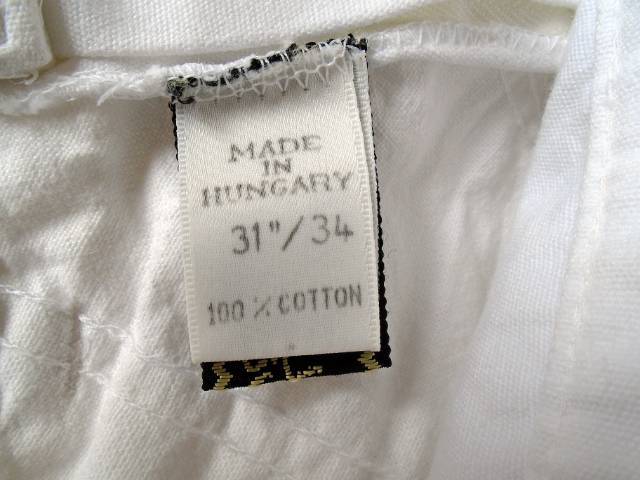 MADE
IN
HUNGARY
31"/34
100% COTTON